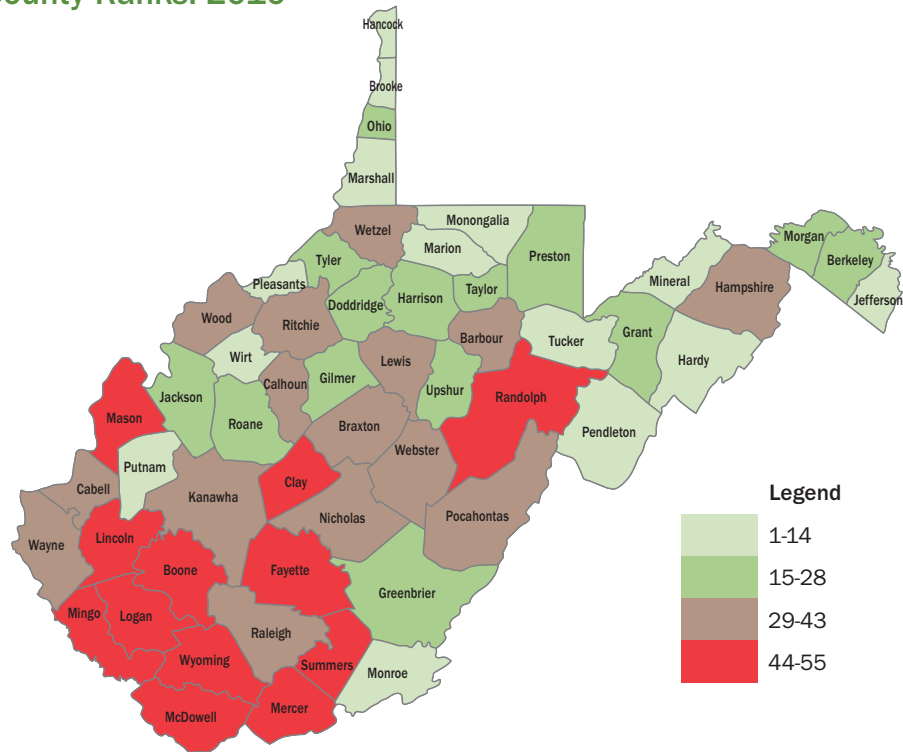 Ranks:
Hancock
Brooke
Ohio
Marshall
Wetzel
Monongalia
Marion
Preston
Tyler
Pleasants
Doddridge
Harrison
Taylor
Mineral
Hampshire
Morgan
Berkeley
Jefferson
Wood
Ritchie
Barbour
Tucker
Grant
Hardy
Wirt
Lewis
Calhoun
Gilmer
Upshur
Randolph
Jackson
Roane
Mason
Braxton
Pendleton
Webster
Putnam
Clay
Cabell
Kanawha
Nicholas
Pocahontas
Wayne
Lincoln
Boone
Fayette
Greenbrier
Mingo
Logan
Raleigh
Wyoming
Summers
Monroe
McDowell
Mercer
Legend
1-14
15-28
29-43
44-55